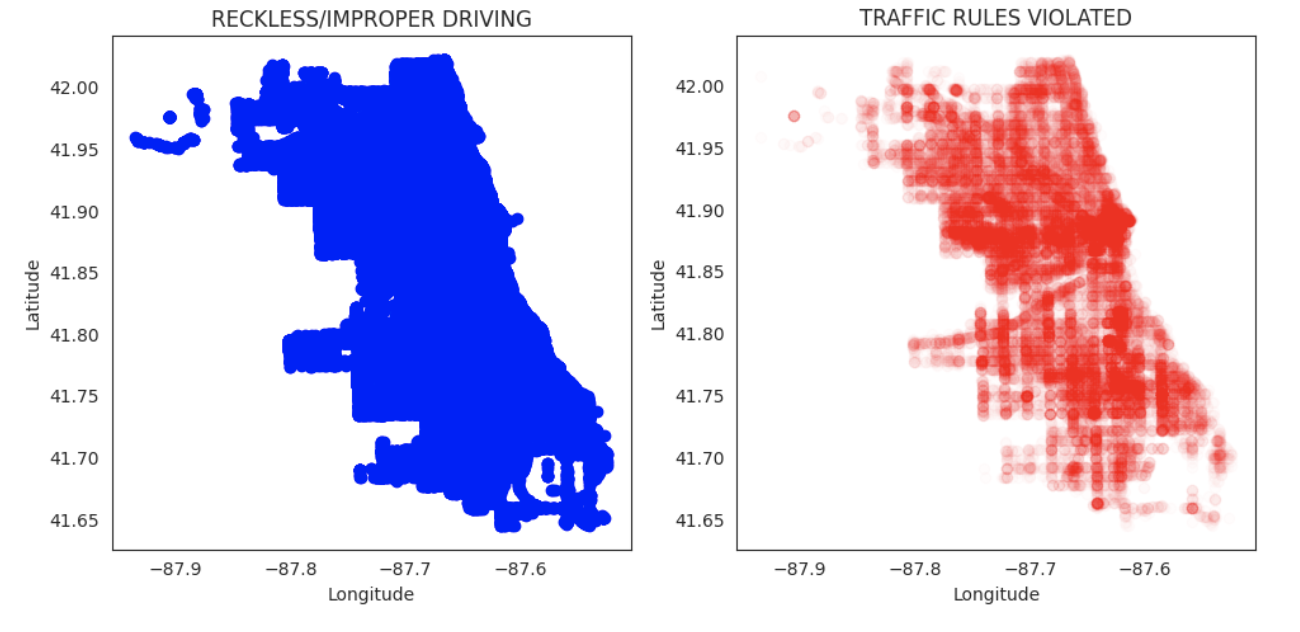 RECKLESS/IMPROPER DRIVING
42.00
41.95
41.90
41.85
41.80
41.75
41.70
41.65
Latitude
−87.9 −87.8 −87.7 −87.6
Longitude
TRAFFIC RULES VIOLATED
42.00
41.95
41.90
41.85
41.80
41.75
41.70
41.65
Latitude
−87.9 −87.8 −87.7 −87.6
Longitude